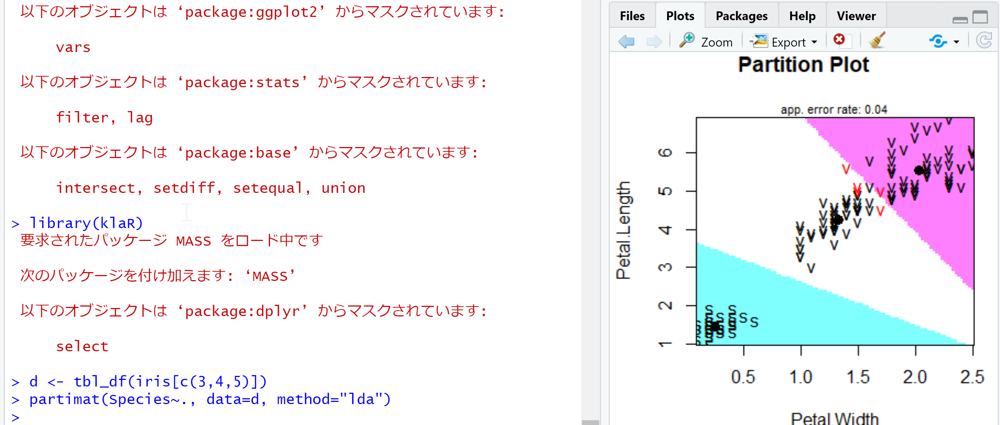 以下のオブジェクトは ‘package:ggplot2’ からマスクされています:
vars
以下のオブジェクトは ‘package:stats’ からマスクされています:
filter, lag
以下のオブジェクトは ‘package:base’ からマスクされています:
intersect, setdiff, setequal, union
> library(klaR)
要求されたパッケージ MASS をロード中です
次のパッケージを付け加えます: ‘MASS’
以下のオブジェクトは ‘package:dplyr’ からマスクされています:
select
> d <- tbl_df(iris[c(3,4,5)])
> partimat(Species~., data=d, method="lda")
>
Files Plots Packages Help Viewer
Zoom Export
Partition Plot
app. error rate: 0.04
Petal.Length
6
5
4
3
2
1
0.5 1.0 1.5 2.0 2.5
Petal.Width